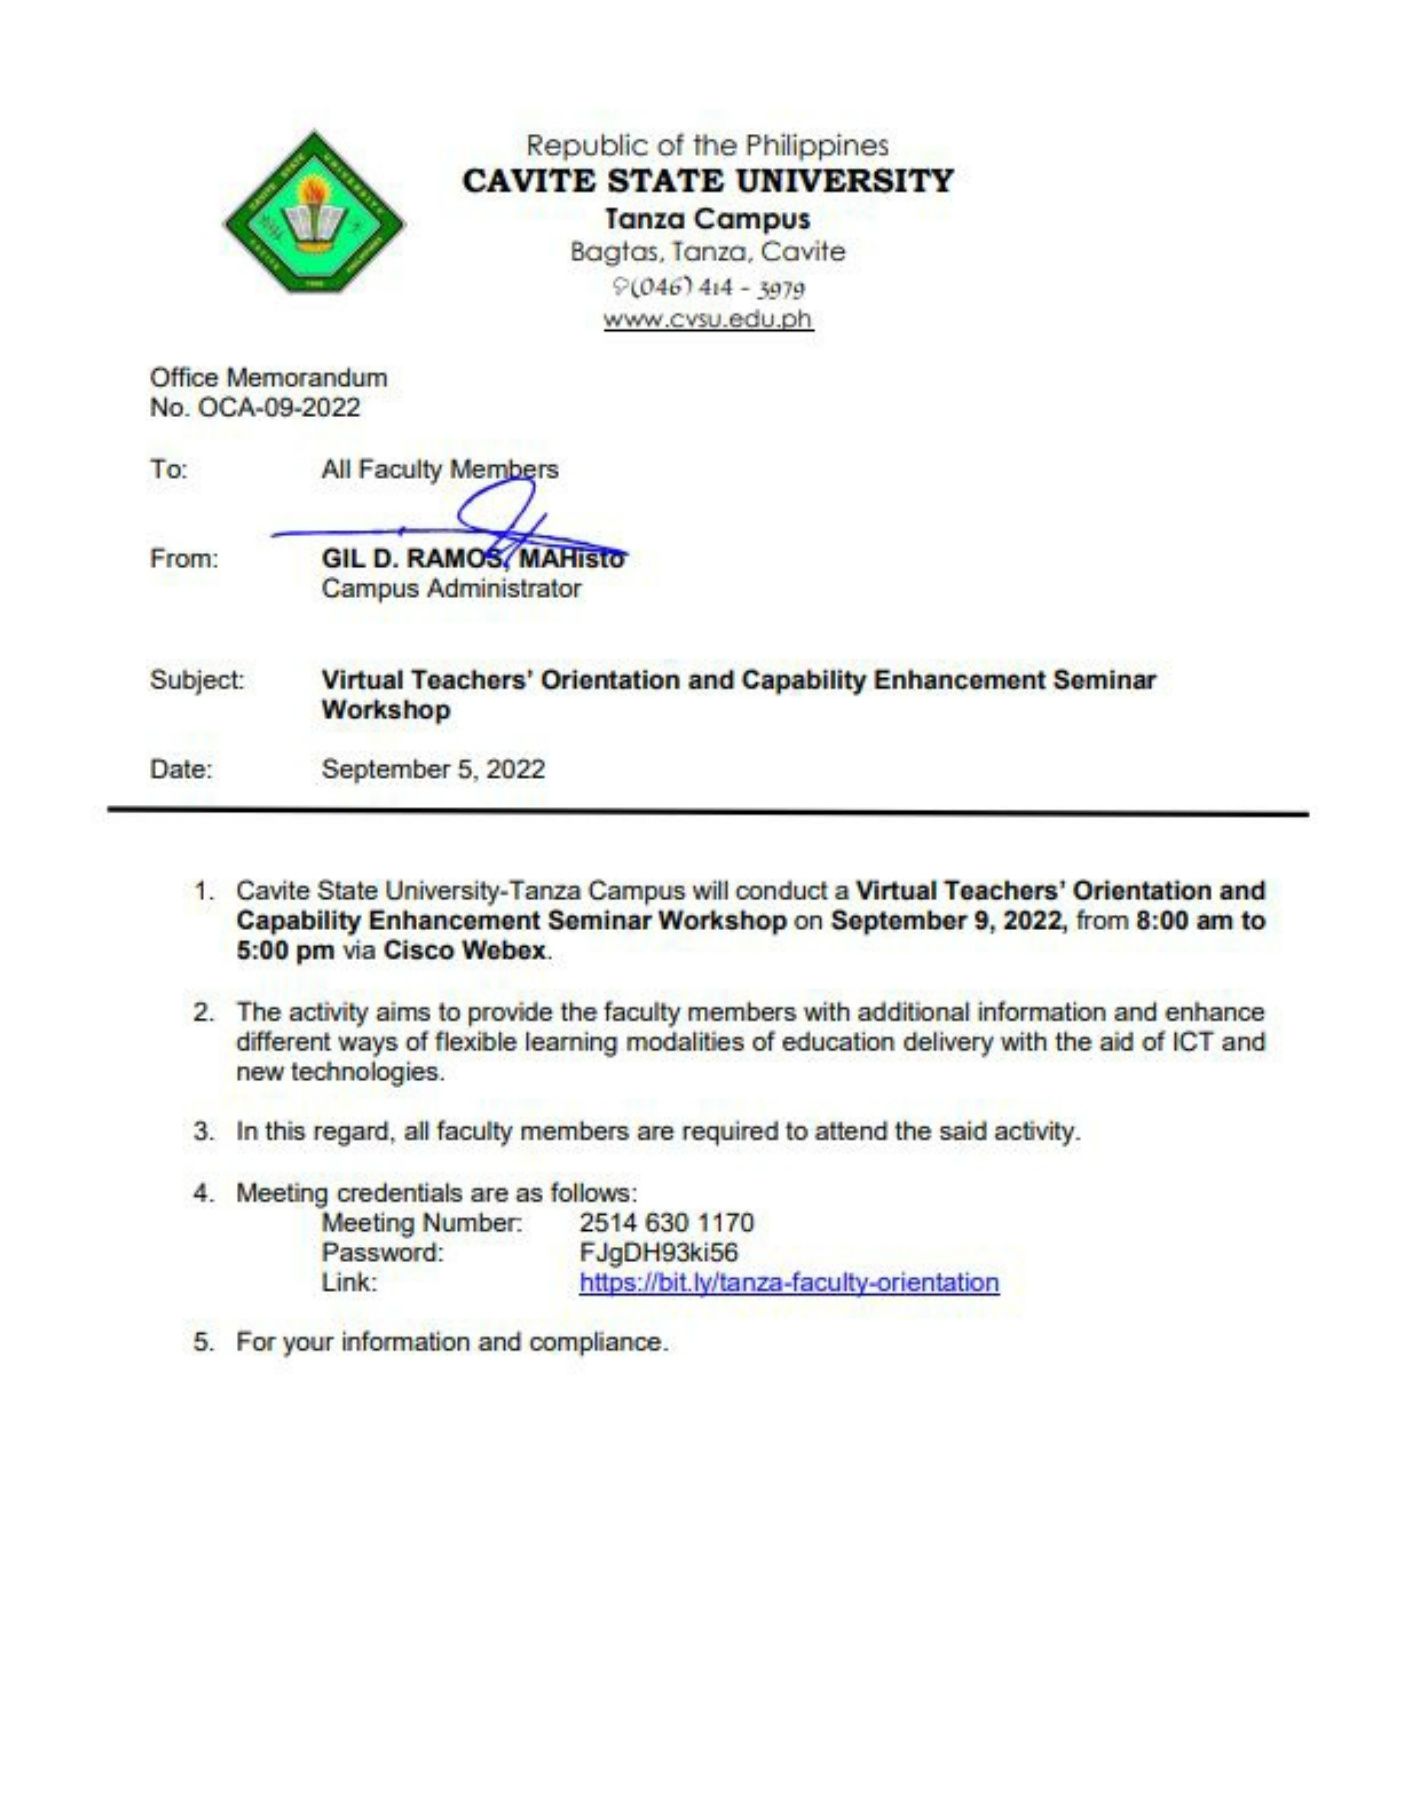 Republic of the Philippines
CAVITE STATE UNIVERSITY
Tanza Campus
Bagtas, Tanza, Cavite
(046) 414 - 3979
www.cvsu.edu.ph
CAVITE STATE UNIVERSITY
CAVITE PHILIPPINES
1906
Office Memorandum
No. OCA-09-2022
To: All Faculty Members
From: GIL D. RAMOS, MAHisto
Campus Administrator
Subject: Virtual Teachers’ Orientation and Capability Enhancement Seminar
Workshop
Date: September 5, 2022
1. Cavite State University-Tanza Campus will conduct a Virtual Teachers’ Orientation and
Capability Enhancement Seminar Workshop on September 9, 2022, from 8:00 am to
5:00 pm via Cisco Webex.
2. The activity aims to provide the faculty members with additional information and enhance
different ways of flexible learning modalities of education delivery with the aid of ICT and
new technologies.
3. In this regard, all faculty members are required to attend the said activity.
4. Meeting credentials are as follows:
Meeting Number: 2514 630 1170
Password: FJgDH93ki56
Link: https://bit.ly/tanza-faculty-orientation
5. For your information and compliance.